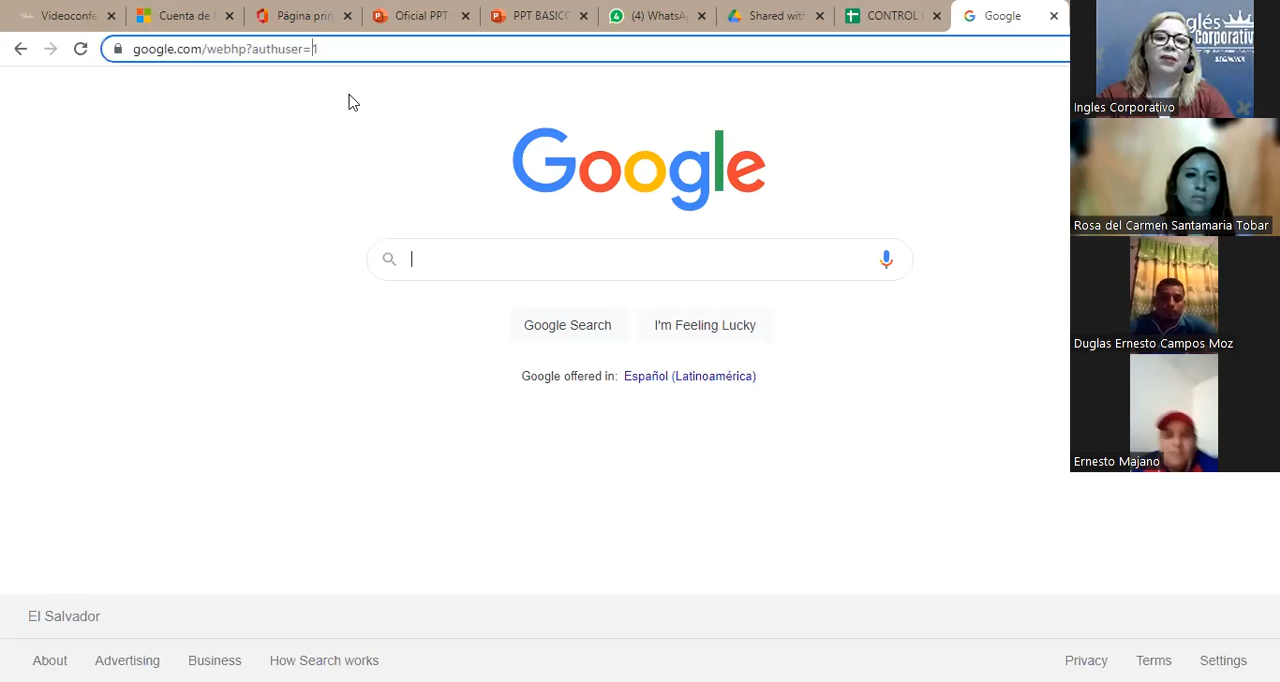 Videoconfe
Cuenta de
Página prin
Oficial PPT
PPT BASICO
(4) WhatsA
Shared with
CONTROL
Google
google.com/webhp?authuser=1
Google
Google Search
I'm Feeling Lucky
Google offered in: Español (Latinoamérica)
El Salvador
About
Advertising
Business
How Search works
Privacy
Terms
Settings
Inglés
Corporativo
Ingles Corporativo
Rosa del Carmen Santamaria Tobar
Duglas Ernesto Campos Moz
Ernesto Majano